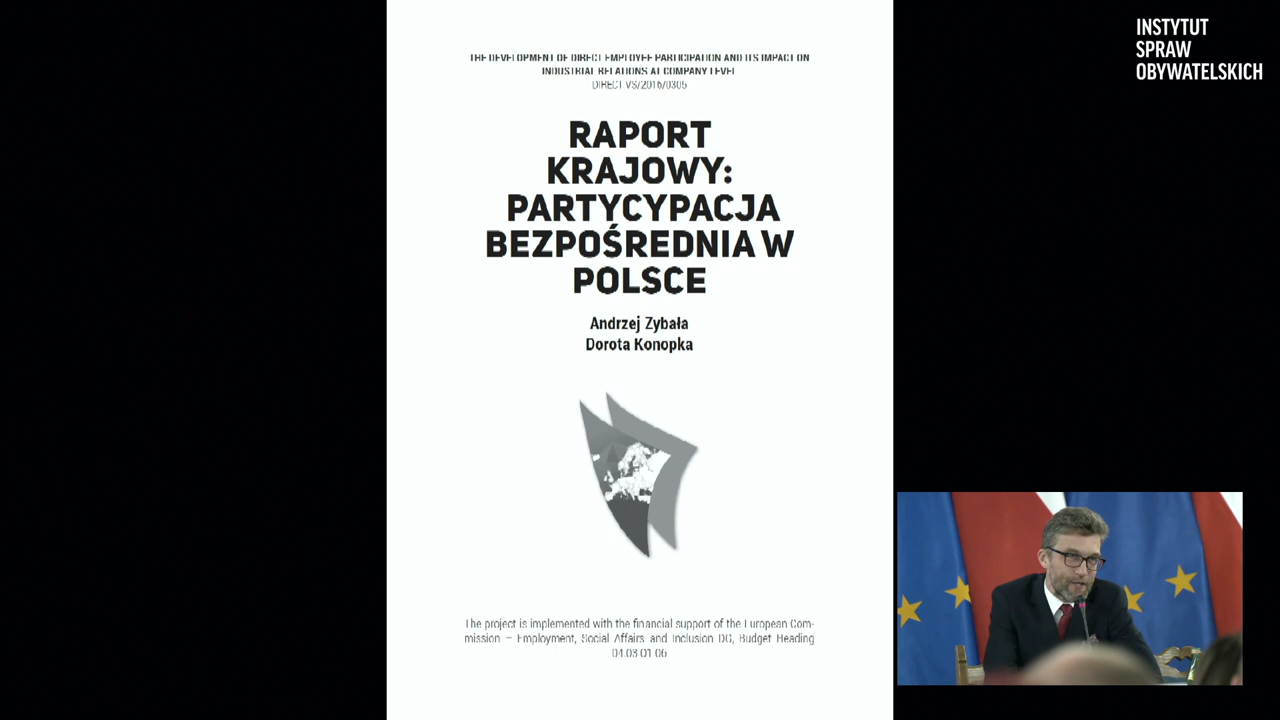 THE DEVELOPMENT OF DIRECT EMPLOYEE PARTICIPATION AND ITS IMPACT ON
INDUSTRIAL RELATIONS AT COMPANY LEVEL
DIRECT VS/2016/0305
RAPORT
KRAJOWY:
PARTYCYPACJA
BEZPOŚREDNIA W
POLSCE
Andrzej Zybała
Dorota Konopka
The project is implemented with the financial support of the European Com-
mission – Employment, Social Affairs and Inclusion DG, Budget Heading
04.03 01 06
INSTYTUT
SPRAW
OBYWATELSKICH